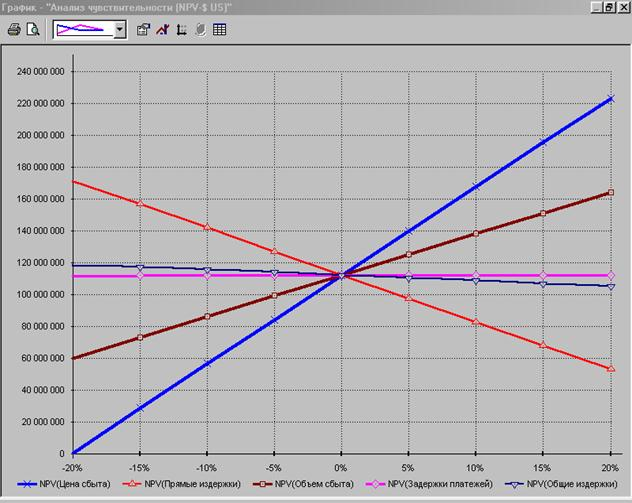 График - "Анализ чувствительности (NPV-$ US)"
240 000 000
220 000 000
200 000 000
180 000 000
160 000 000
140 000 000
120 000 000
100 000 000
80 000 000
60 000 000
40 000 000
20 000 000
0
-20% -15% -10% -5% 0% 5% 10% 15% 20%
NPV(Цена сбыта) NPV(Прямые издержки) NPV(Объем сбыта) NPV(Задержки платежей) NPV(Общие издержки)